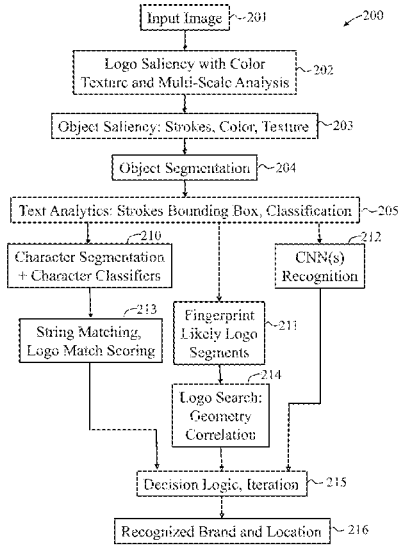 Input Image
201
200
Logo Saliency with Color
Texture and Multi-Scale Analysis
202
Object Saliency: Strokes, Color, Texture
203
Object Segmentation
204
Text Analytics: Strokes Bounding Box, Classification
205
210
Character Segmentation
+ Character Classifiers
212
CNN(s)
Recognition
213
String Matching,
Logo Match Scoring
Fingerprint
Likely Logo
Segments
211
214
Logo Search:
Geometry
Correlation
Decision Logic, Iteration
215
Recognized Brand and Location
216